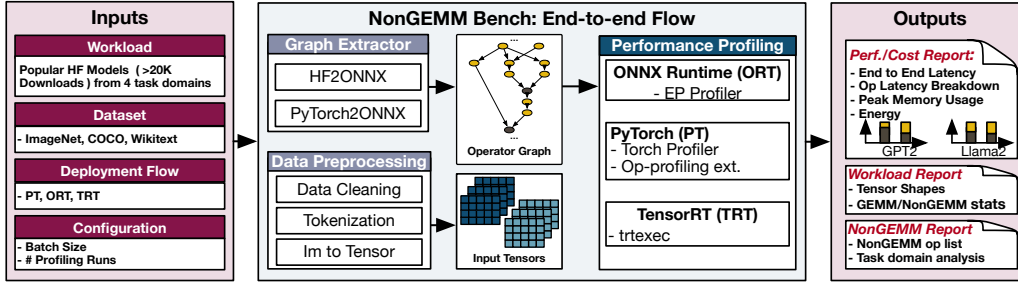 Inputs
Workload
Popular HF Models ( >20K
Downloads ) from 4 task domains
Dataset
- ImageNet, COCO, Wikitext
Deployment Flow
- PT, ORT, TRT
Configuration
- Batch Size
- # Profiling Runs
NonGEMM Bench: End-to-end Flow
Graph Extractor
HF2ONNX
PyTorch2ONNX
Data Preprocessing
Data Cleaning
Tokenization
Im to Tensor
...
...
Operator Graph
Input Tensors
Performance Profiling
ONNX Runtime (ORT)
- EP Profiler
PyTorch (PT)
- Torch Profiler
- Op-profiling ext.
TensorRT (TRT)
- trtexec
Outputs
Perf./Cost Report:
- End to End Latency
- Op Latency Breakdown
- Peak Memory Usage
- Energy
GPT2
Llama2
Workload Report
- Tensor Shapes
- GEMM/NonGEMM stats
NonGEMM Report
- NonGEMM op list
- Task domain analysis